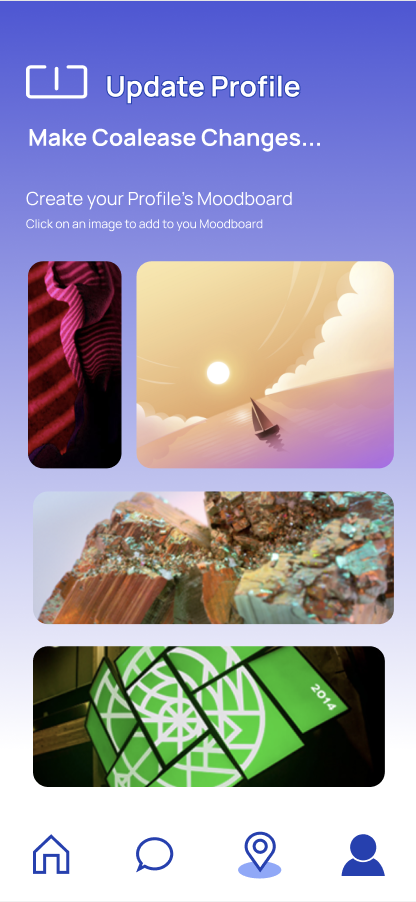 Update Profile
Make Coalease Changes...
Create your Profile's Moodboard
Click on an image to add to you Moodboard
2014